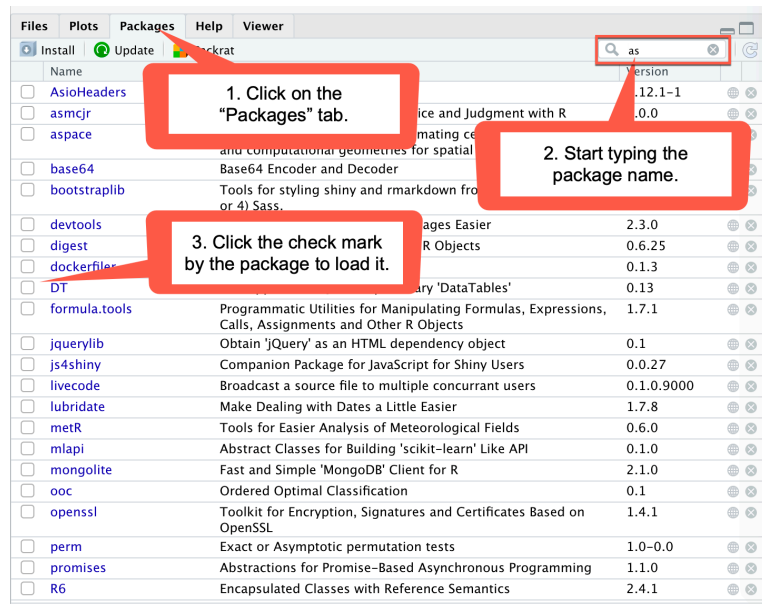 Files Plots Packages Help Viewer
Install Update
as
Name Version
AsioHeaders .12.1-1
asmcjr ice and Judgment with R .0.0
aspace mating ce
and computational geometries for spatial
base64 Base64 Encoder and Decoder
bootstraplib Tools for styling shiny and rmarkdown fro
or 4) Sass.
devtools ages Easier 2.3.0
digest R Objects 0.6.25
dockerfiler 0.1.3
DT ary 'DataTables' 0.13
formula.tools Programmatic Utilities for Manipulating Formulas, Expressions, 1.7.1
Calls, Assignments and Other R Objects
jquerylib Obtain 'jQuery' as an HTML dependency object 0.1
js4shiny Companion Package for JavaScript for Shiny Users 0.0.27
livecode Broadcast a source file to multiple concurrant users 0.1.0.9000
lubridate Make Dealing with Dates a Little Easier 1.7.8
metR Tools for Easier Analysis of Meteorological Fields 0.6.0
mlapi Abstract Classes for Building 'scikit-learn' Like API 0.1.0
mongolite Fast and Simple 'MongoDB' Client for R 2.1.0
ooc Ordered Optimal Classification 0.1
openssl Toolkit for Encryption, Signatures and Certificates Based on 1.4.1
OpenSSL
perm Exact or Asymptotic permutation tests 1.0-0.0
promises Abstractions for Promise-Based Asynchronous Programming 1.1.0
R6 Encapsulated Classes with Reference Semantics 2.4.1
1. Click on the
“Packages” tab.
2. Start typing the
package name.
3. Click the check mark
by the package to load it.